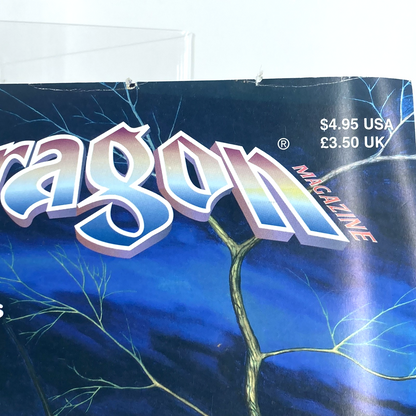 $4.95 USA
£3.50 UK
ragon®
MAGAZINE
s